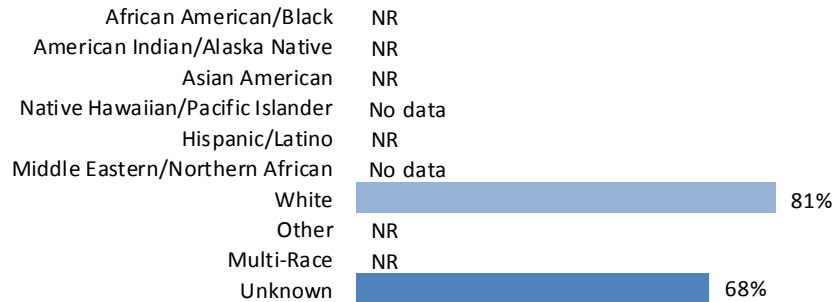 African American/Black NR
American Indian/Alaska Native NR
Asian American NR
Native Hawaiian/Pacific Islander No data
Hispanic/Latino NR
Middle Eastern/Northern African No data
White 81%
Other NR
Multi-Race NR
Unknown 68%